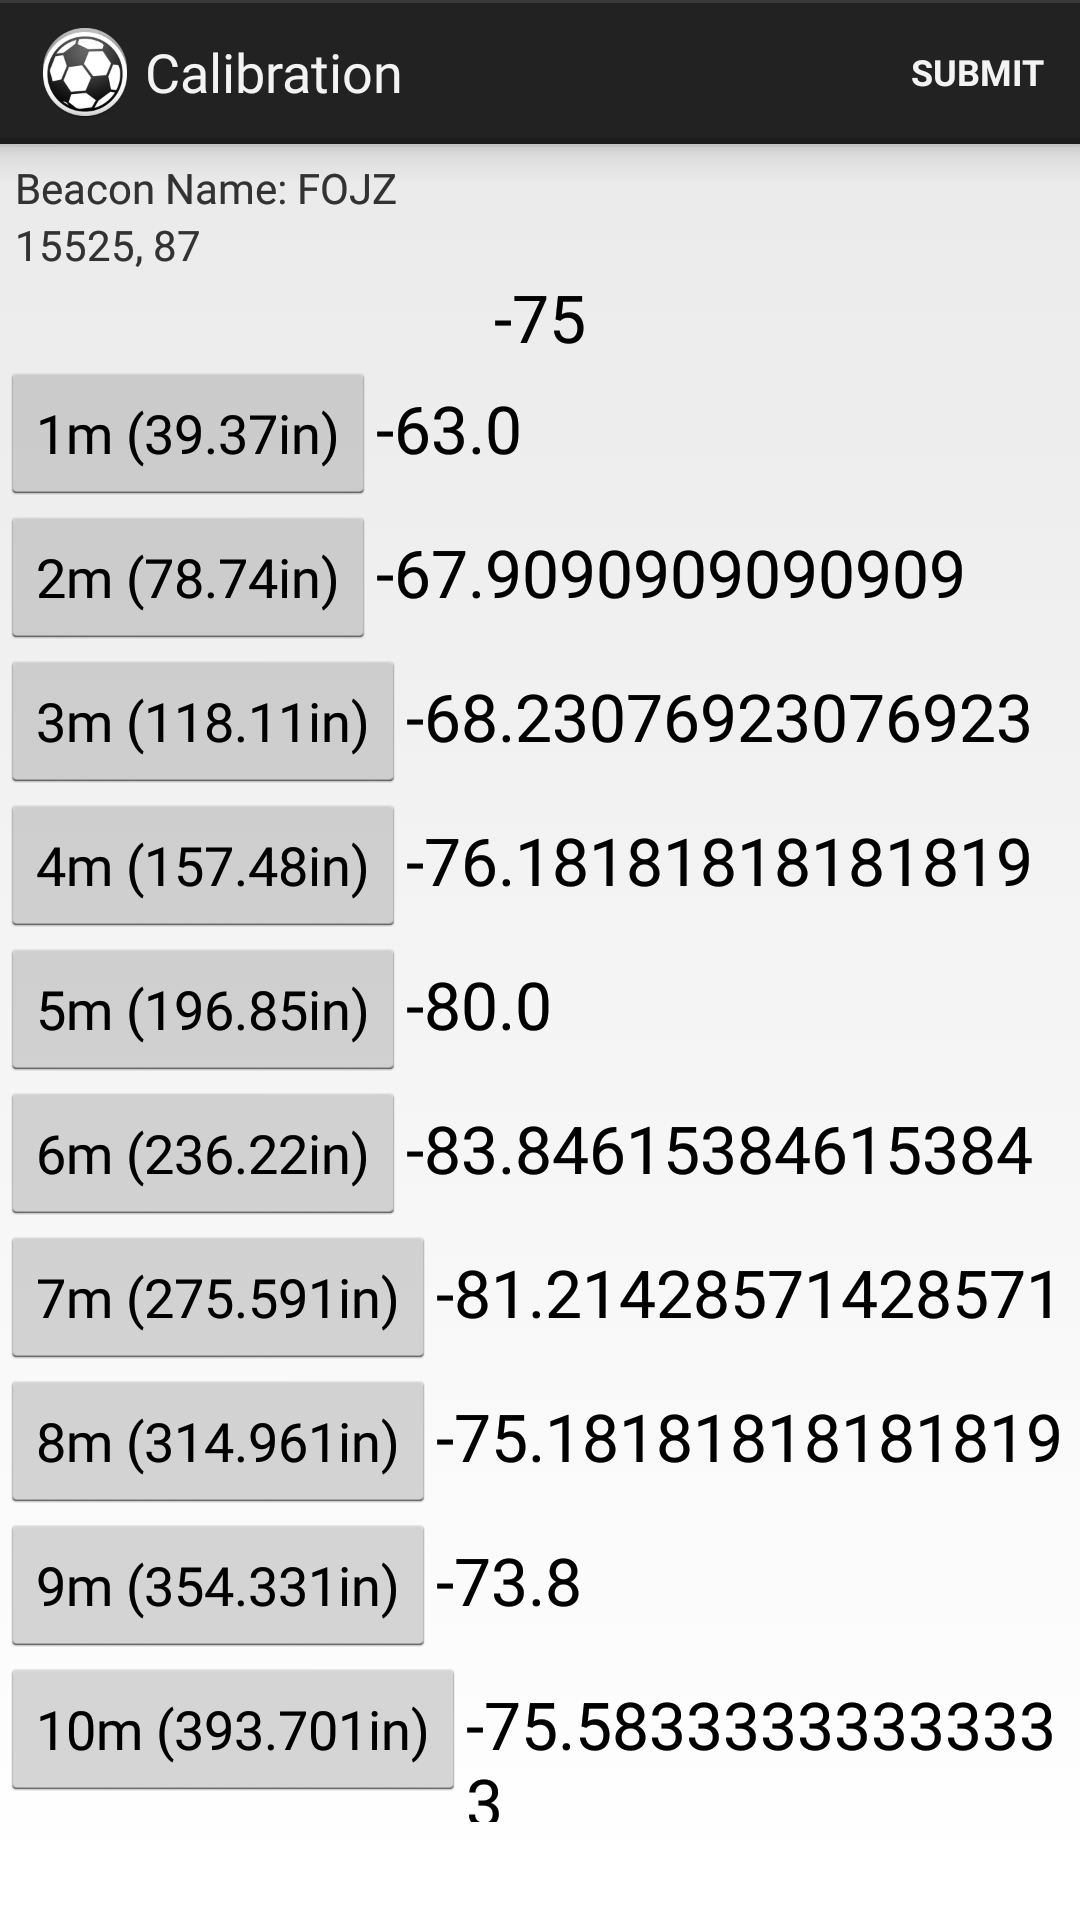 Calibration SUBMIT
Beacon Name: FOJZ
15525, 87
-75
1m (39.37in) -63.0
2m (78.74in) -67.9090909090909
3m (118.11in) -68.23076923076923
4m (157.48in) -76.18181818181819
5m (196.85in) -80.0
6m (236.22in) -83.84615384615384
7m (275.591in) -81.21428571428571
8m (314.961in) -75.18181818181819
9m (354.331in) -73.8
10m (393.701in) -75.5833333333333
3